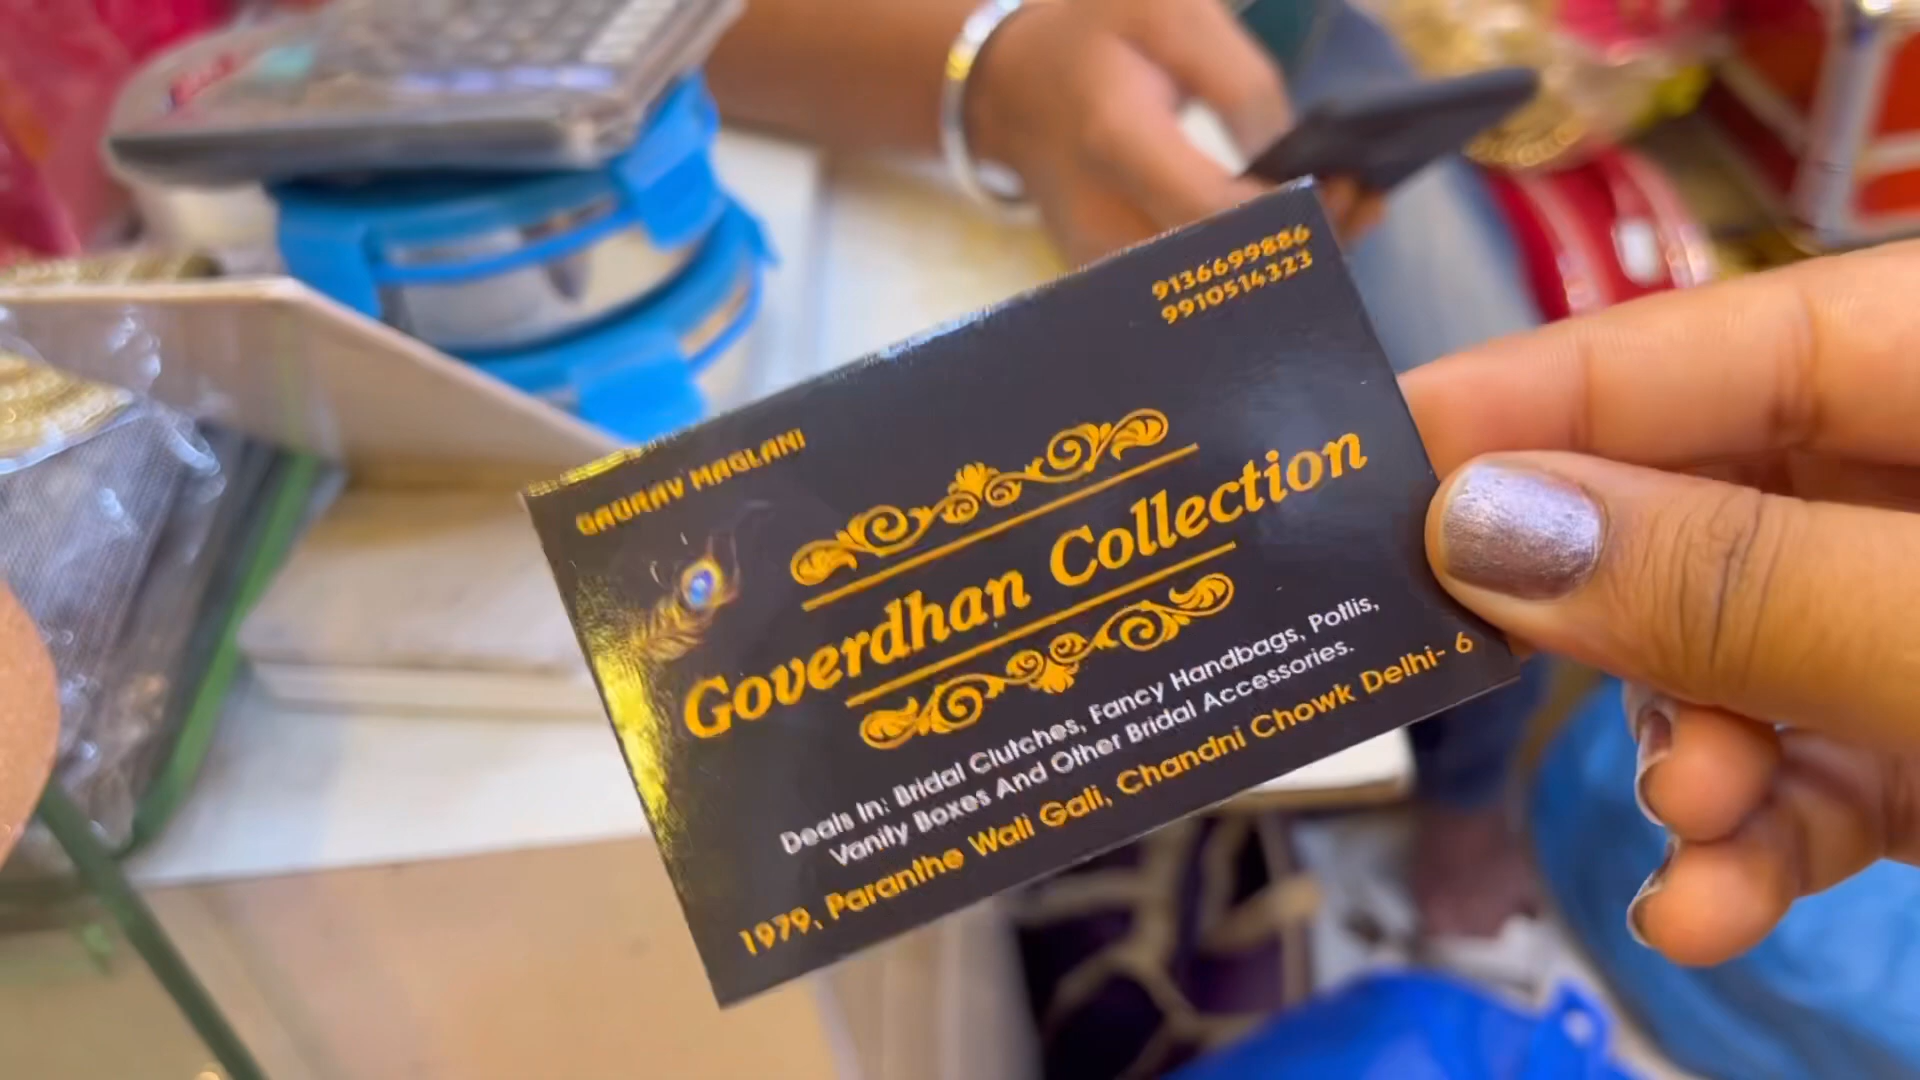 9136699886
9910514323
GAURAV MAGLANI
Goverdhan Collection
Deals In: Bridal Clutches, Fancy Handbags, Potlis,
Vanity Boxes And Other Bridal Accessories.
1979, Paranthe Wali Gali, Chandni Chowk Delhi- 6